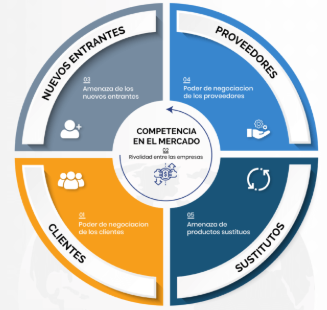 NUEVOS ENTRANTES
03
Amenaza de los
nuevos entrantes
PROVEEDORES
04
Poder de negociacion
de los proveedores
COMPETENCIA
EN EL MERCADO
02
Rivalidad entre las empresas
01
Poder de negociacion
de los clientes
CLIENTES
05
Amenaza de
productos sustituos
SUSTITUTOS